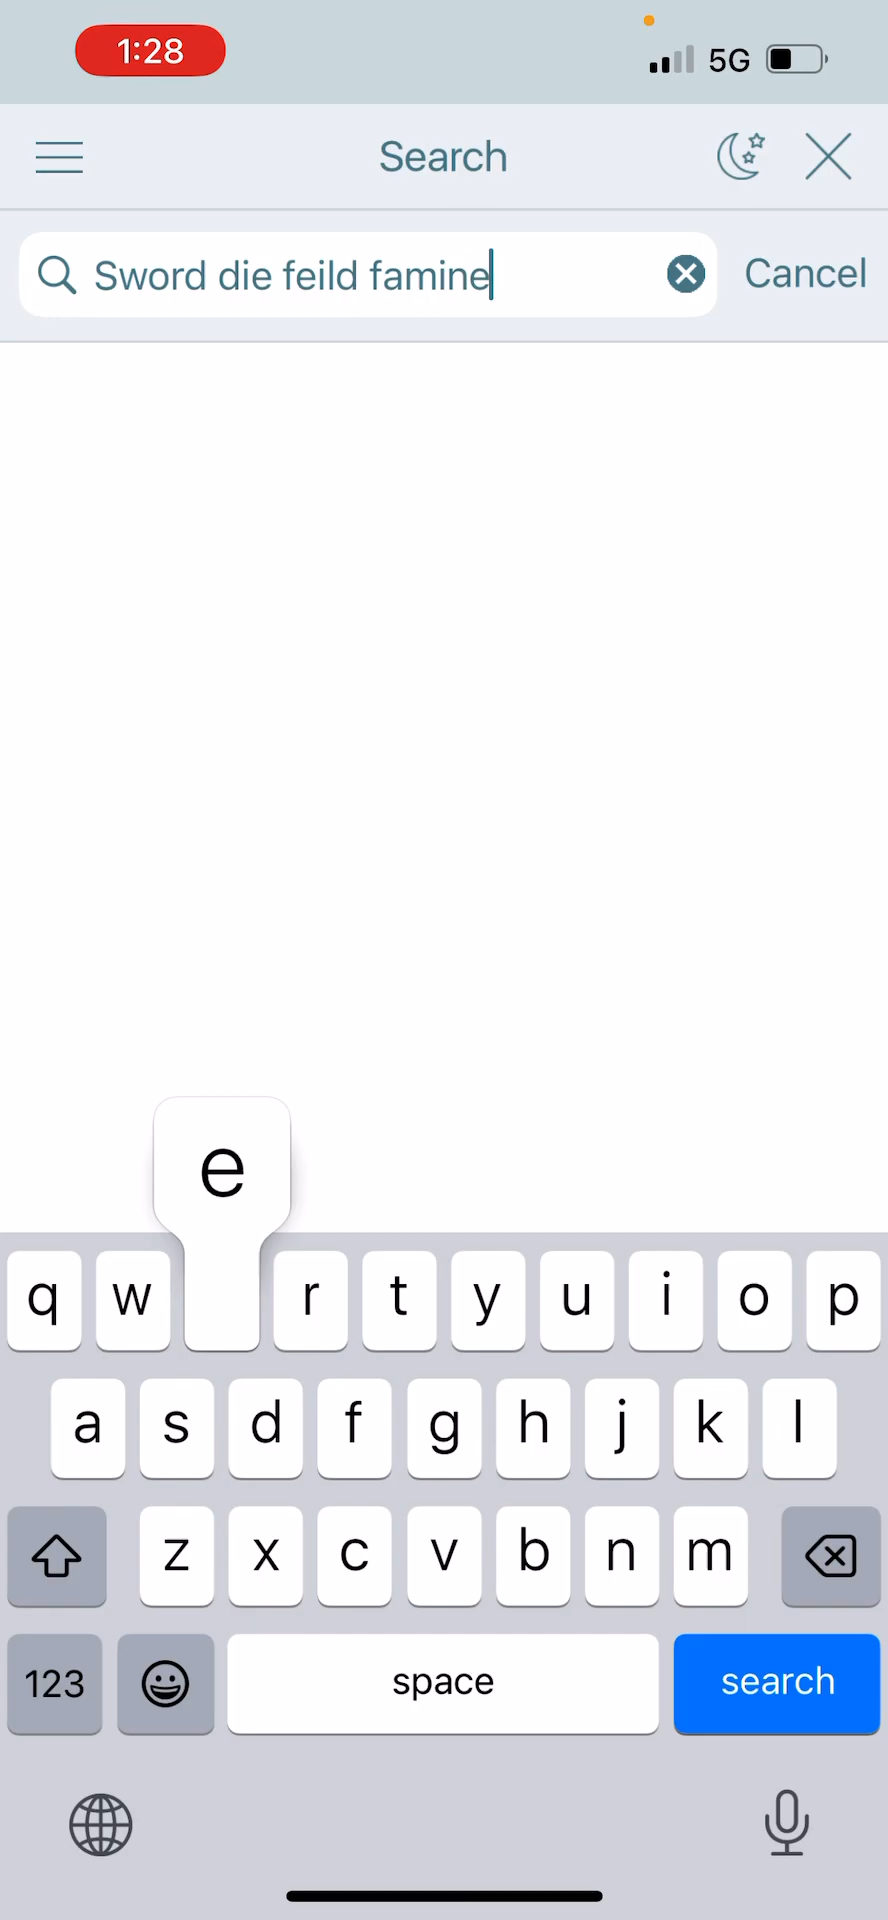 1:28
5G
Search
Sword die feild famine
Cancel
e
q w r t y u i o p
a s d f g h j k l
z x c v b n m
123 space search